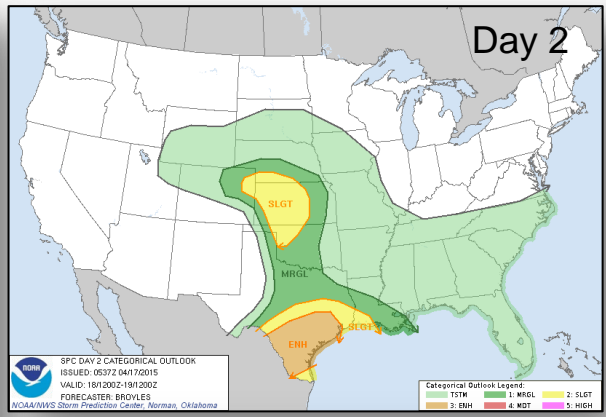 Day 2
SLGT
MRGL
SLGT
ENH
NOAA
SPC DAY 2 CATEGORICAL OUTLOOK
ISSUED: 0537Z 04/17/2015
VALID: 18/1200Z-19/1200Z
FORECASTER: BROYLES
NOAA/NWS Storm Prediction Center, Norman, Oklahoma
Categorical Outlook Legend:
TSTM 1: MRGL 2: SLGT
3: ENH 4: MDT 5: HIGH